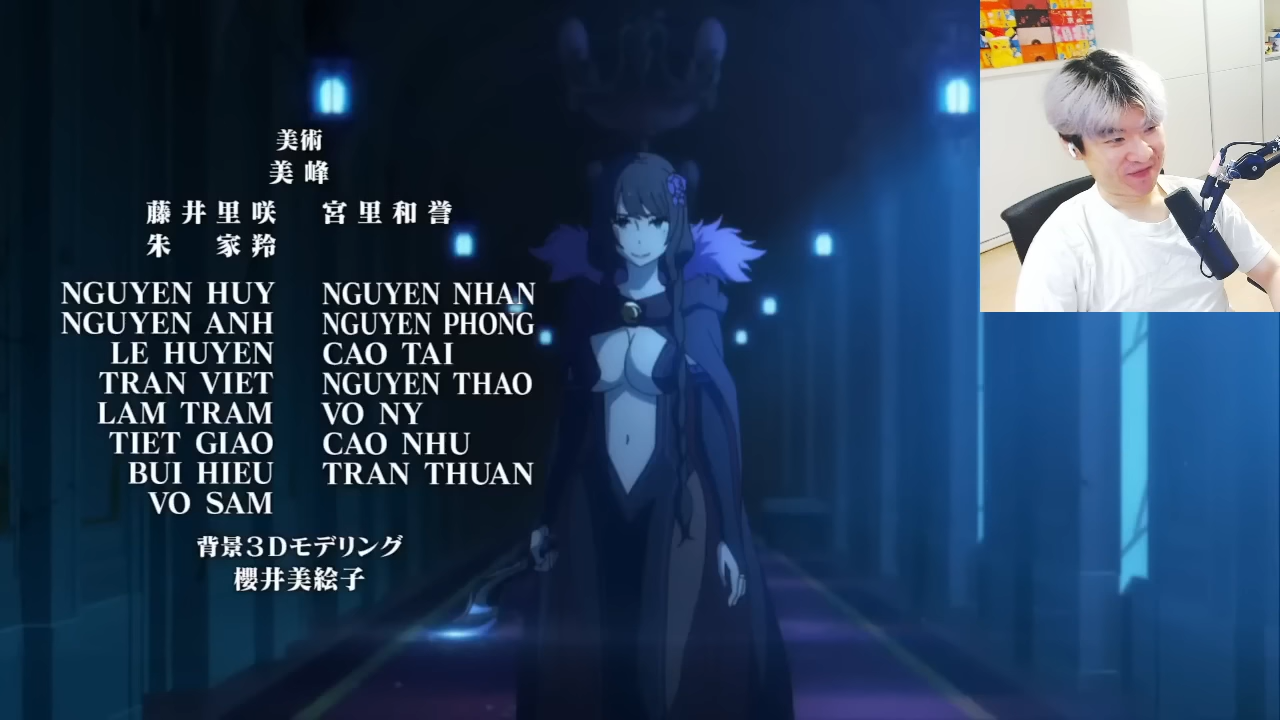 美術
美峰
藤井里咲 宮里和誉
朱 家羚
NGUYEN HUY NGUYEN NHAN
NGUYEN ANH NGUYEN PHONG
LE HUYEN CAO TAI
TRAN VIET NGUYEN THAO
LAM TRAM VO NY
TIET GIAO CAO NHU
BUI HIEU TRAN THUAN
VO SAM
背景3Dモデリング
櫻井美絵子